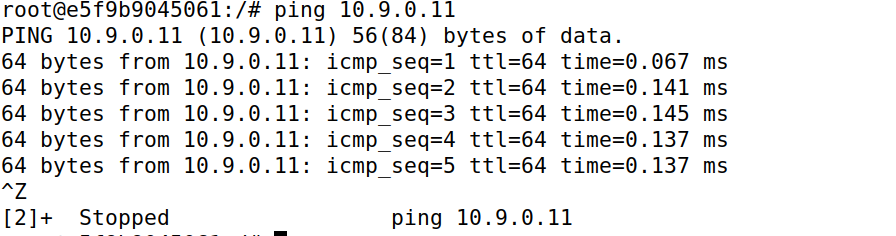 root@e5f9b9045061:/# ping 10.9.0.11
PING 10.9.0.11 (10.9.0.11) 56(84) bytes of data.
64 bytes from 10.9.0.11: icmp_seq=1 ttl=64 time=0.067 ms
64 bytes from 10.9.0.11: icmp_seq=2 ttl=64 time=0.141 ms
64 bytes from 10.9.0.11: icmp_seq=3 ttl=64 time=0.145 ms
64 bytes from 10.9.0.11: icmp_seq=4 ttl=64 time=0.137 ms
64 bytes from 10.9.0.11: icmp_seq=5 ttl=64 time=0.137 ms
^Z
[2]+  Stopped                 ping 10.9.0.11